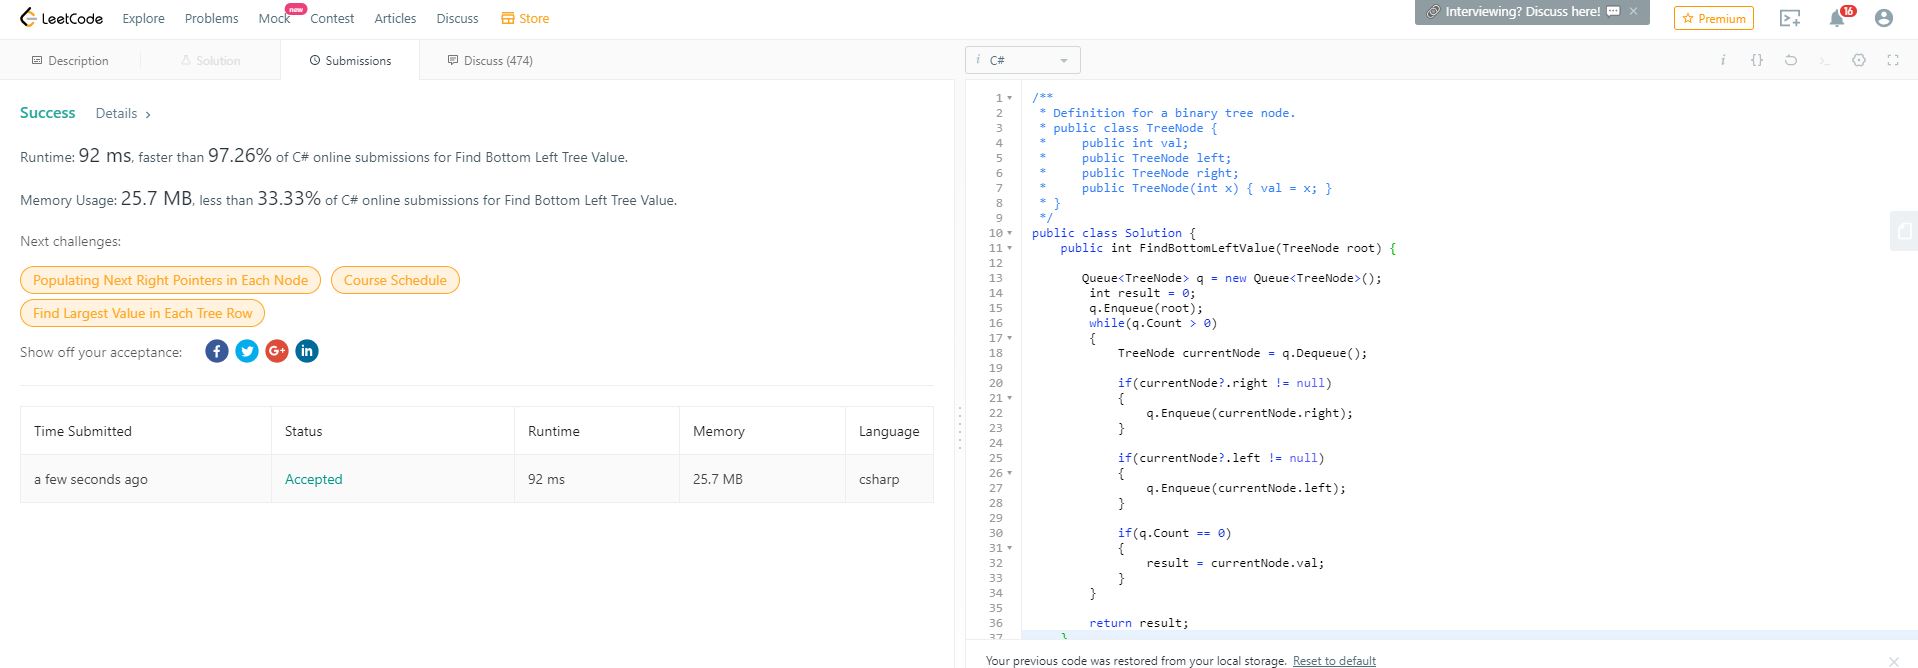 LeetCode Explore Problems Mock new Contest Articles Discuss Store
Interviewing? Discuss here! ×
Premium 16
Description Solution Submissions Discuss (474)
Success Details >
Runtime: 92 ms, faster than 97.26% of C# online submissions for Find Bottom Left Tree Value.
Memory Usage: 25.7 MB, less than 33.33% of C# online submissions for Find Bottom Left Tree Value.
Next challenges:
Populating Next Right Pointers in Each Node Course Schedule
Find Largest Value in Each Tree Row
Show off your acceptance: f G+ in
Time Submitted Status Runtime Memory Language
a few seconds ago Accepted 92 ms 25.7 MB csharp
i C# i {} >_
1 /**
2  * Definition for a binary tree node.
3  * public class TreeNode {
4  *     public int val;
5  *     public TreeNode left;
6  *     public TreeNode right;
7  *     public TreeNode(int x) { val = x; }
8  * }
9  */
10 public class Solution {
11     public int FindBottomLeftValue(TreeNode root) {
12
13        Queue<TreeNode> q = new Queue<TreeNode>();
14         int result = 0;
15         q.Enqueue(root);
16         while(q.Count > 0)
17         {
18             TreeNode currentNode = q.Dequeue();
19
20             if(currentNode?.right != null)
21             {
22                 q.Enqueue(currentNode.right);
23             }
24
25             if(currentNode?.left != null)
26             {
27                 q.Enqueue(currentNode.left);
28             }
29
30             if(q.Count == 0)
31             {
32                 result = currentNode.val;
33             }
34         }
35
36         return result;
37     }
Your previous code was restored from your local storage. Reset to default ×